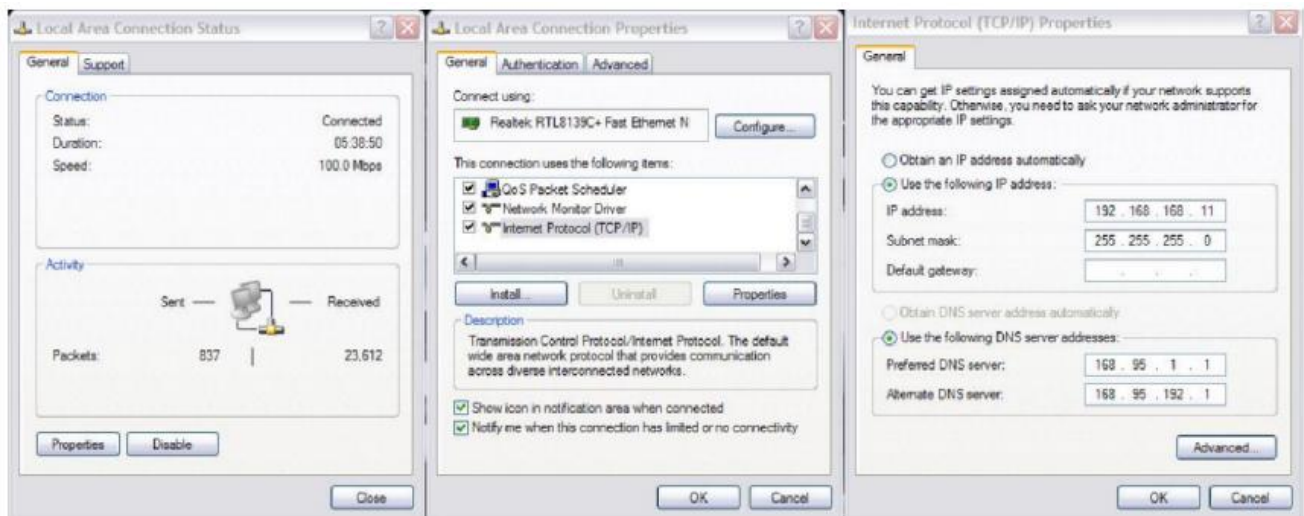 Local Area Connection Status
General
Support
Connection
Status: Connected
Duration: 05:38:50
Speed: 100.0 Mbps
Activity
Sent
Received
Packets: 837 23,612
Properties
Disable
Close
Local Area Connection Properties
General
Authentication
Advanced
Connect using:
Realtek RTL8139C+ Fast Ethernet N
Configure...
This connection uses the following items:
QoS Packet Scheduler
Network Monitor Driver
Internet Protocol (TCP/IP)
Install...
Uninstall
Properties
Description
Transmission Control Protocol/Internet Protocol. The default
wide area network protocol that provides communication
across diverse interconnected networks.
Show icon in notification area when connected
Notify me when this connection has limited or no connectivity
OK
Cancel
Internet Protocol (TCP/IP) Properties
General
You can get IP settings assigned automatically if your network supports
this capability. Otherwise, you need to ask your network administrator for
the appropriate IP settings.
Obtain an IP address automatically
Use the following IP address:
IP address: 192 . 168 . 168 . 11
Subnet mask: 255 . 255 . 255 . 0
Default gateway: . . .
Obtain DNS server address automatically
Use the following DNS server addresses:
Preferred DNS server: 168 . 95 . 1 . 1
Alternate DNS server: 168 . 95 . 192 . 1
Advanced...
OK
Cancel